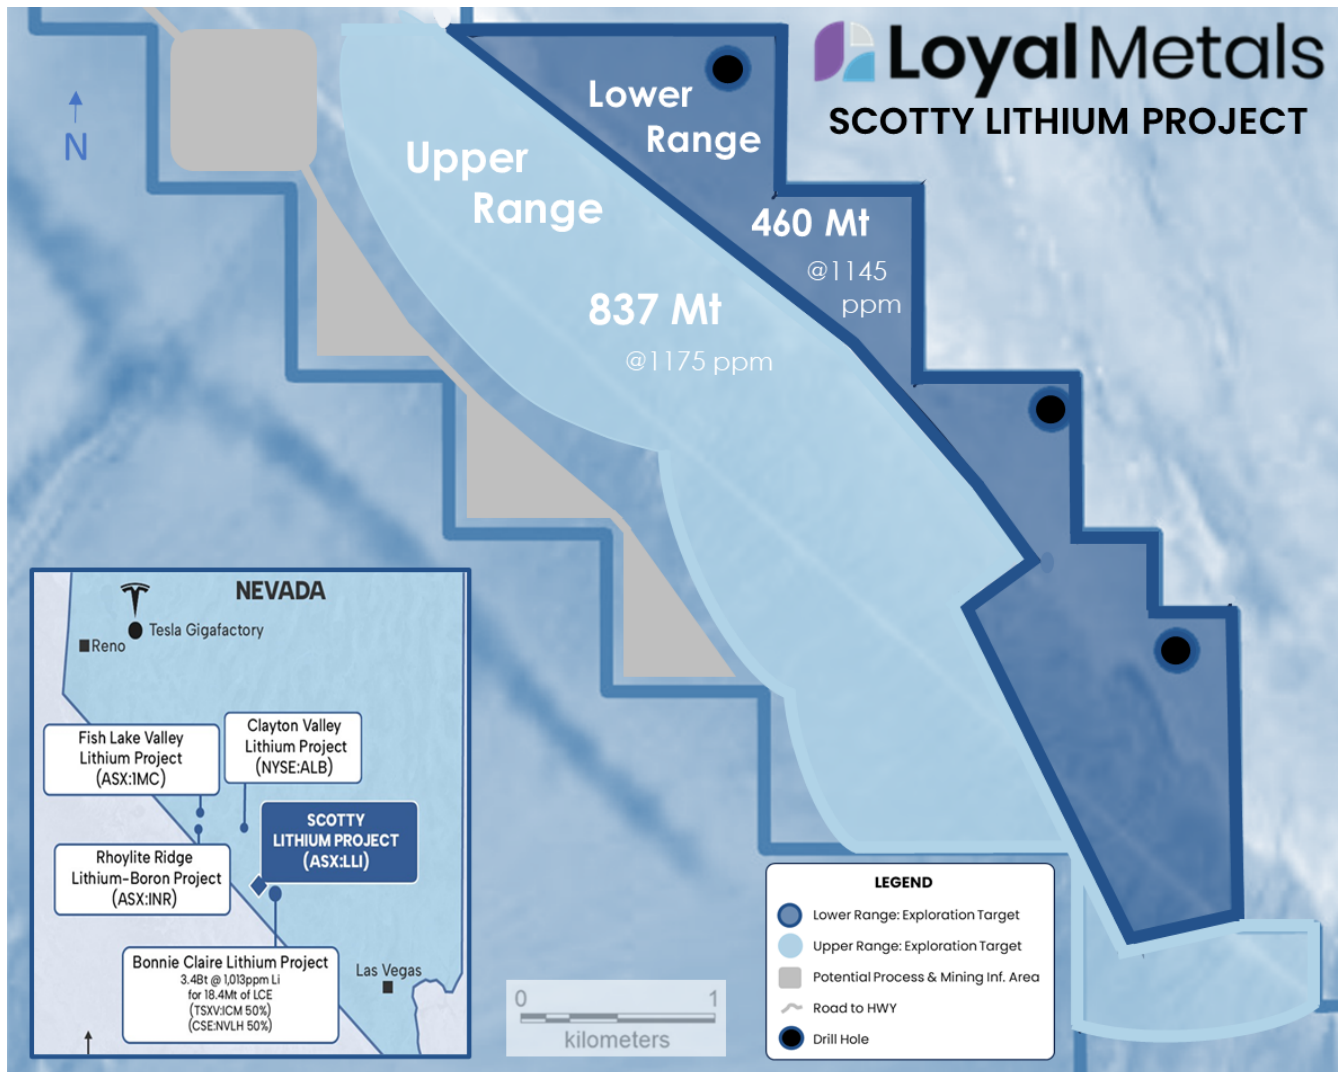 Loyal Metals
SCOTTY LITHIUM PROJECT
N
Lower
Range
Upper
Range
460 Mt
@1145
ppm
837 Mt
@1175 ppm
NEVADA
Tesla Gigafactory
Reno
Clayton Valley
Lithium Project
(NYSE:ALB)
Fish Lake Valley
Lithium Project
(ASX:1MC)
SCOTTY
LITHIUM PROJECT
(ASX:LLI)
Rhoylite Ridge
Lithium-Boron Project
(ASX:INR)
Bonnie Claire Lithium Project
3.4Bt @ 1,013ppm Li
for 18.4Mt of LCE
(TSXV:ICM 50%)
(CSE:NVLH 50%)
Las Vegas
0 1
kilometers
LEGEND
Lower Range: Exploration Target
Upper Range: Exploration Target
Potential Process & Mining Inf. Area
Road to HWY
Drill Hole